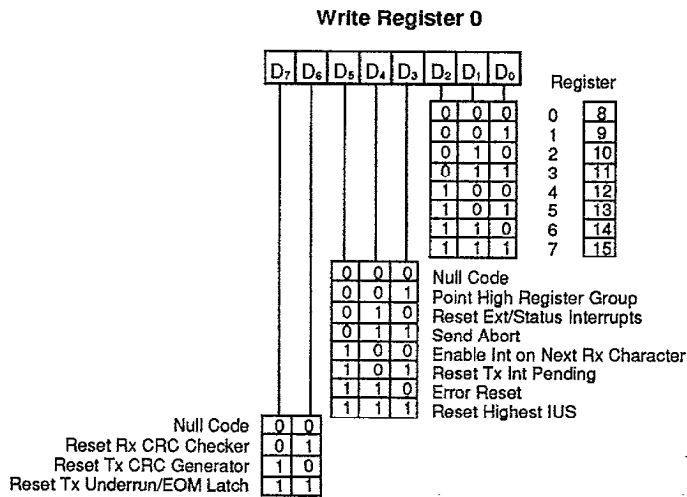 Write Register 0
D7 D6 D5 D4 D3 D2 D1 D0
Register
0 0 0 0 8
0 0 1 1 9
0 1 0 2 10
0 1 1 3 11
1 0 0 4 12
1 0 1 5 13
1 1 0 6 14
1 1 1 7 15
0 0 0 Null Code
0 0 1 Point High Register Group
0 1 0 Reset Ext/Status Interrupts
0 1 1 Send Abort
1 0 0 Enable Int on Next Rx Character
1 0 1 Reset Tx Int Pending
1 1 0 Error Reset
1 1 1 Reset Highest IUS
Null Code 0 0
Reset Rx CRC Checker 0 1
Reset Tx CRC Generator 1 0
Reset Tx Underrun/EOM Latch 1 1